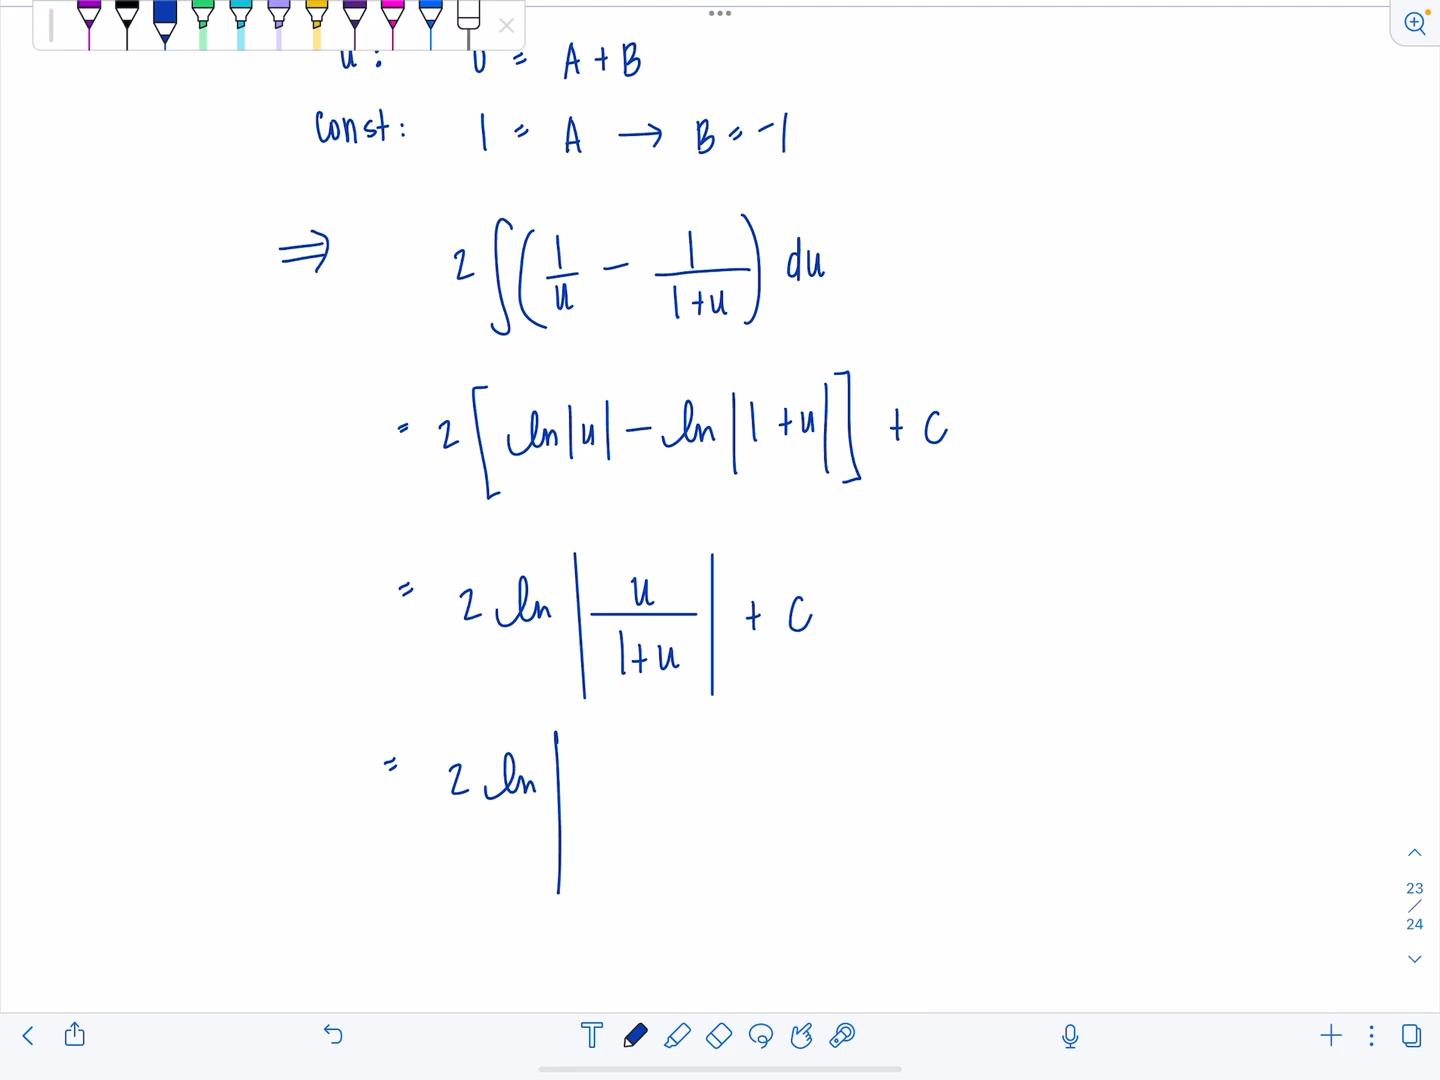 u: 0 = A + B
Const: 1 = A → B = -1
⇒ 2 ∫ ( 1/u - 1/(1+u) ) du
= 2 [ ln|u| - ln|1+u| ] + C
= 2 ln | u/(1+u) | + C
= 2 ln |
23
/
24
T